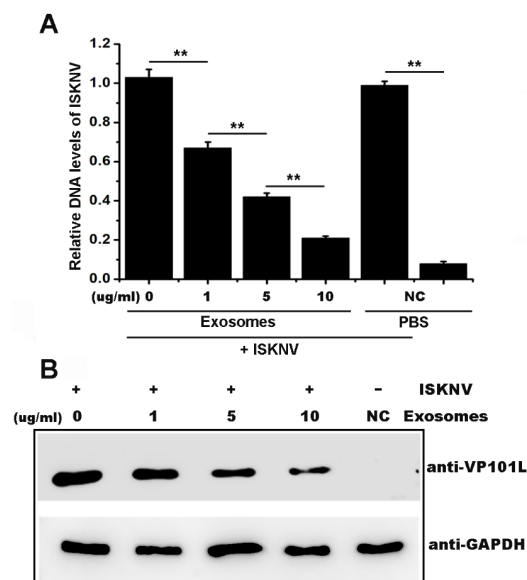 A
Relative DNA levels of ISKNV
1.2
1.0
0.8
0.6
0.4
0.2
0.0
** ** ** **
(ug/ml) 0 1 5 10 NC
Exosomes PBS
+ ISKNV
B
+ + + + - ISKNV
(ug/ml) 0 1 5 10 NC Exosomes
anti-VP101L
anti-GAPDH